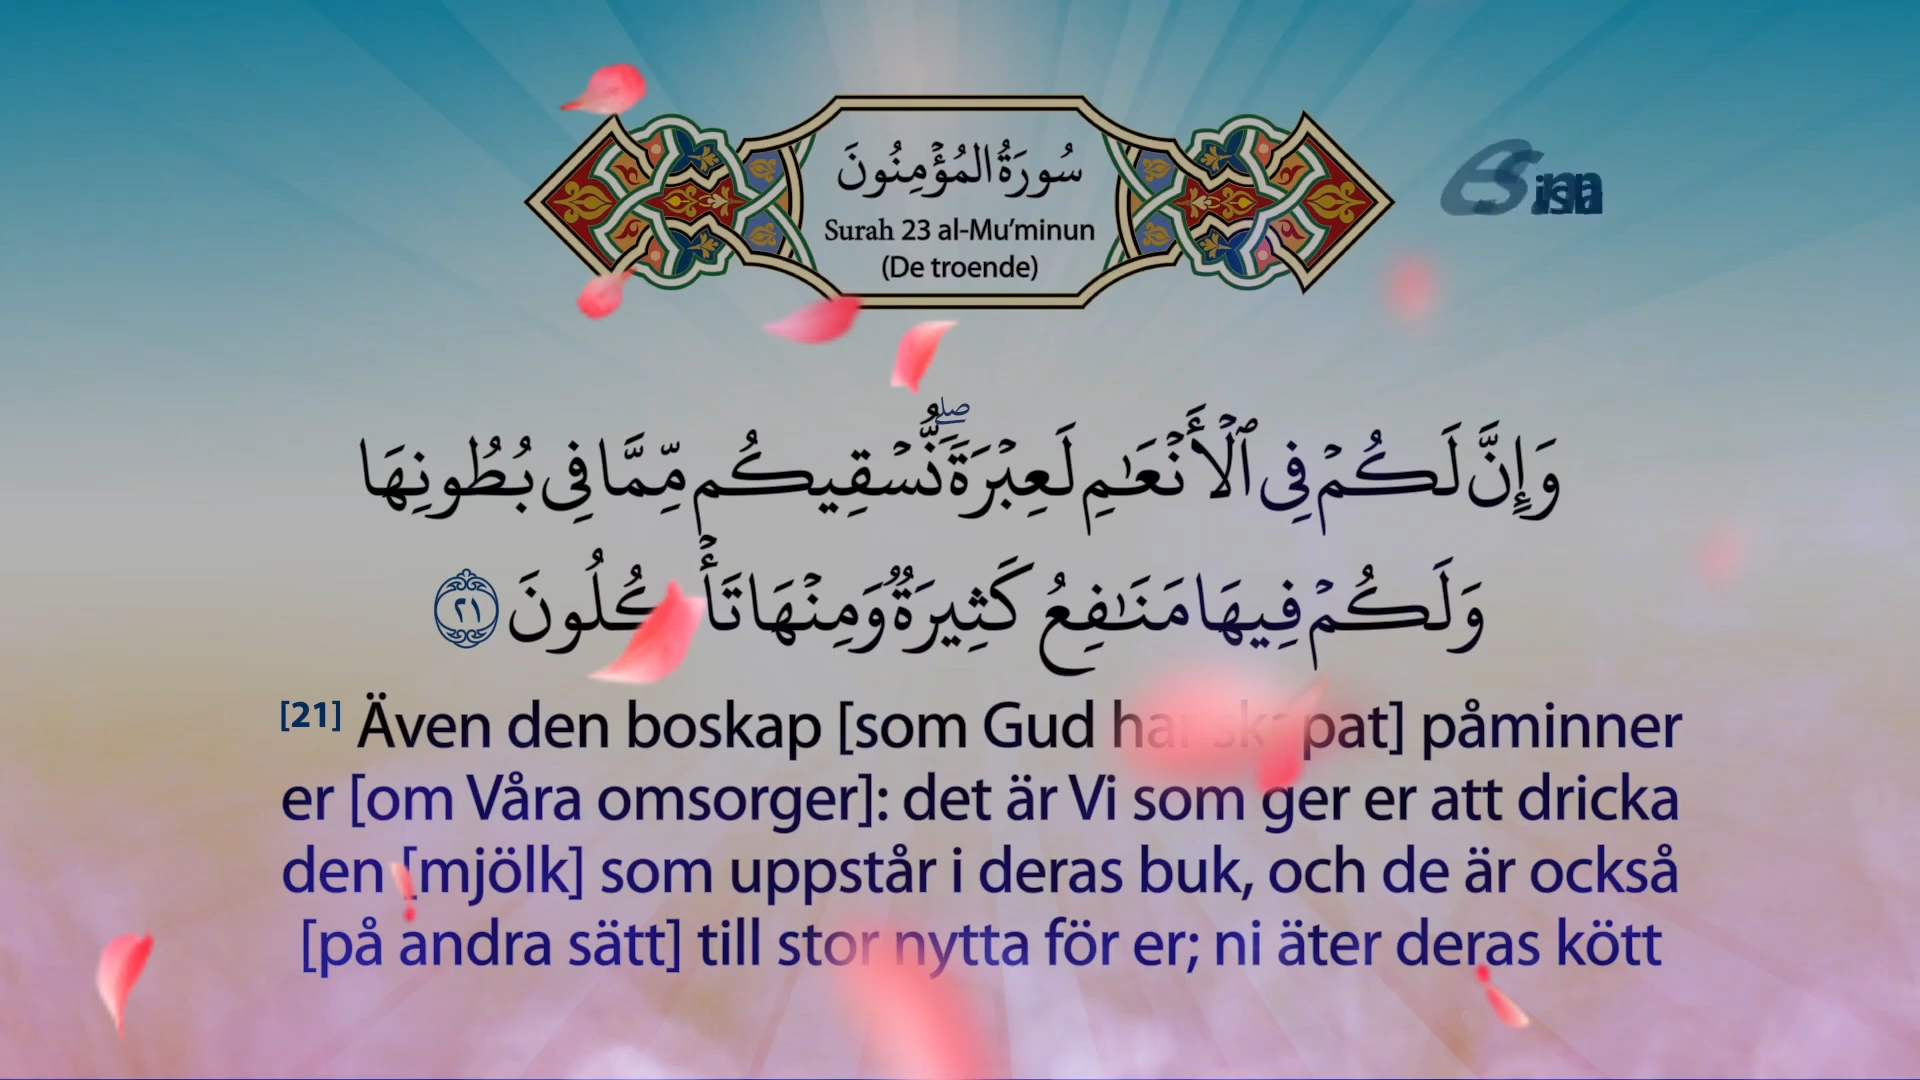 سُورَةُ المُؤْمِنُونَ
Surah 23 al-Mu’minun
(De troende)
وَإِنَّ لَكُمْ فِى ٱلْأَنْعَـٰمِ لَعِبْرَةً ۖ نُّسْقِيكُم مِّمَّا فِى بُطُونِهَا
وَلَكُمْ فِيهَا مَنَـٰفِعُ كَثِيرَةٌ وَمِنْهَا تَأْكُلُونَ ٢١
[21] Även den boskap [som Gud har skapat] påminner
er [om Våra omsorger]: det är Vi som ger er att dricka
den [mjölk] som uppstår i deras buk, och de är också
[på andra sätt] till stor nytta för er; ni äter deras kött